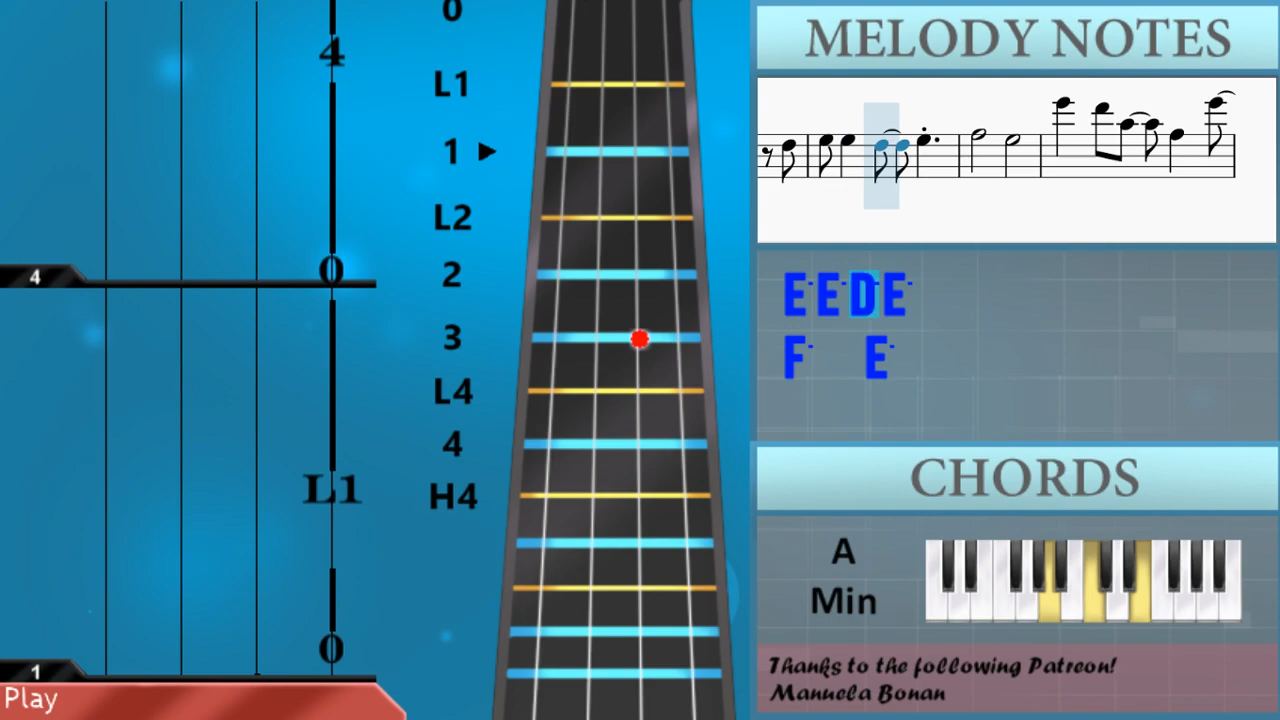 0
4
L1
1
L2
0
4
2
3
L4
4
L1
H4
0
1
Play
MELODY NOTES
E E D E
F E
CHORDS
A
Min
Thanks to the following Patreon!
Manuela Bonan